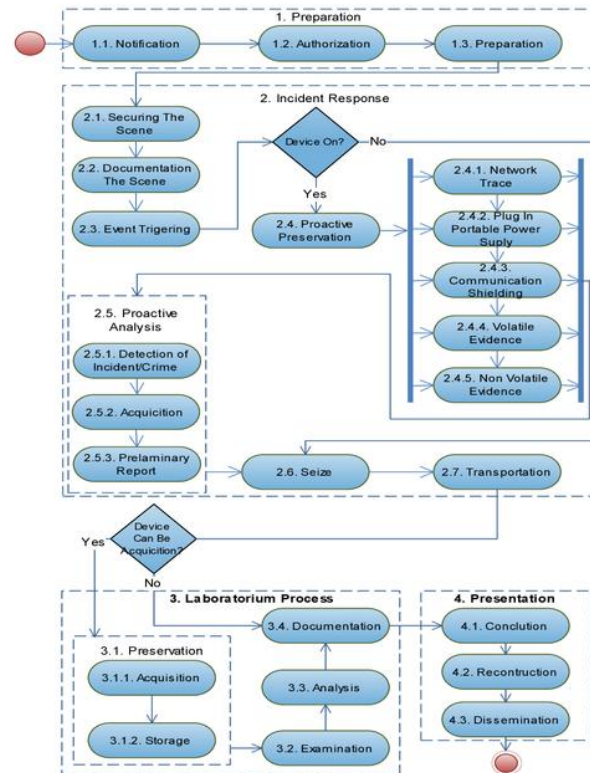 1. Preparation
1.1. Notification
1.2. Authorization
1.3. Preparation
2. Incident Response
2.1. Securing The
Scene
2.2. Documentation
The Scene
2.3. Event Trigering
Device On?
No
Yes
2.4. Proactive
Preservation
2.4.1. Network
Trace
2.4.2. Plug In
Portable Power
Suply
2.4.3.
Communication
Shielding
2.4.4. Volatile
Evidence
2.4.5. Non Volatile
Evidence
2.5. Proactive
Analysis
2.5.1. Detection of
Incident/Crime
2.5.2. Acquicition
2.5.3. Prelaminary
Report
2.6. Seize
2.7. Transportation
Device
Can Be
Acquicition?
Yes
No
3. Laboratorium Process
3.1. Preservation
3.1.1. Acquisition
3.1.2. Storage
3.2. Examination
3.3. Analysis
3.4. Documentation
4. Presentation
4.1. Conclution
4.2. Recontruction
4.3. Dissemination